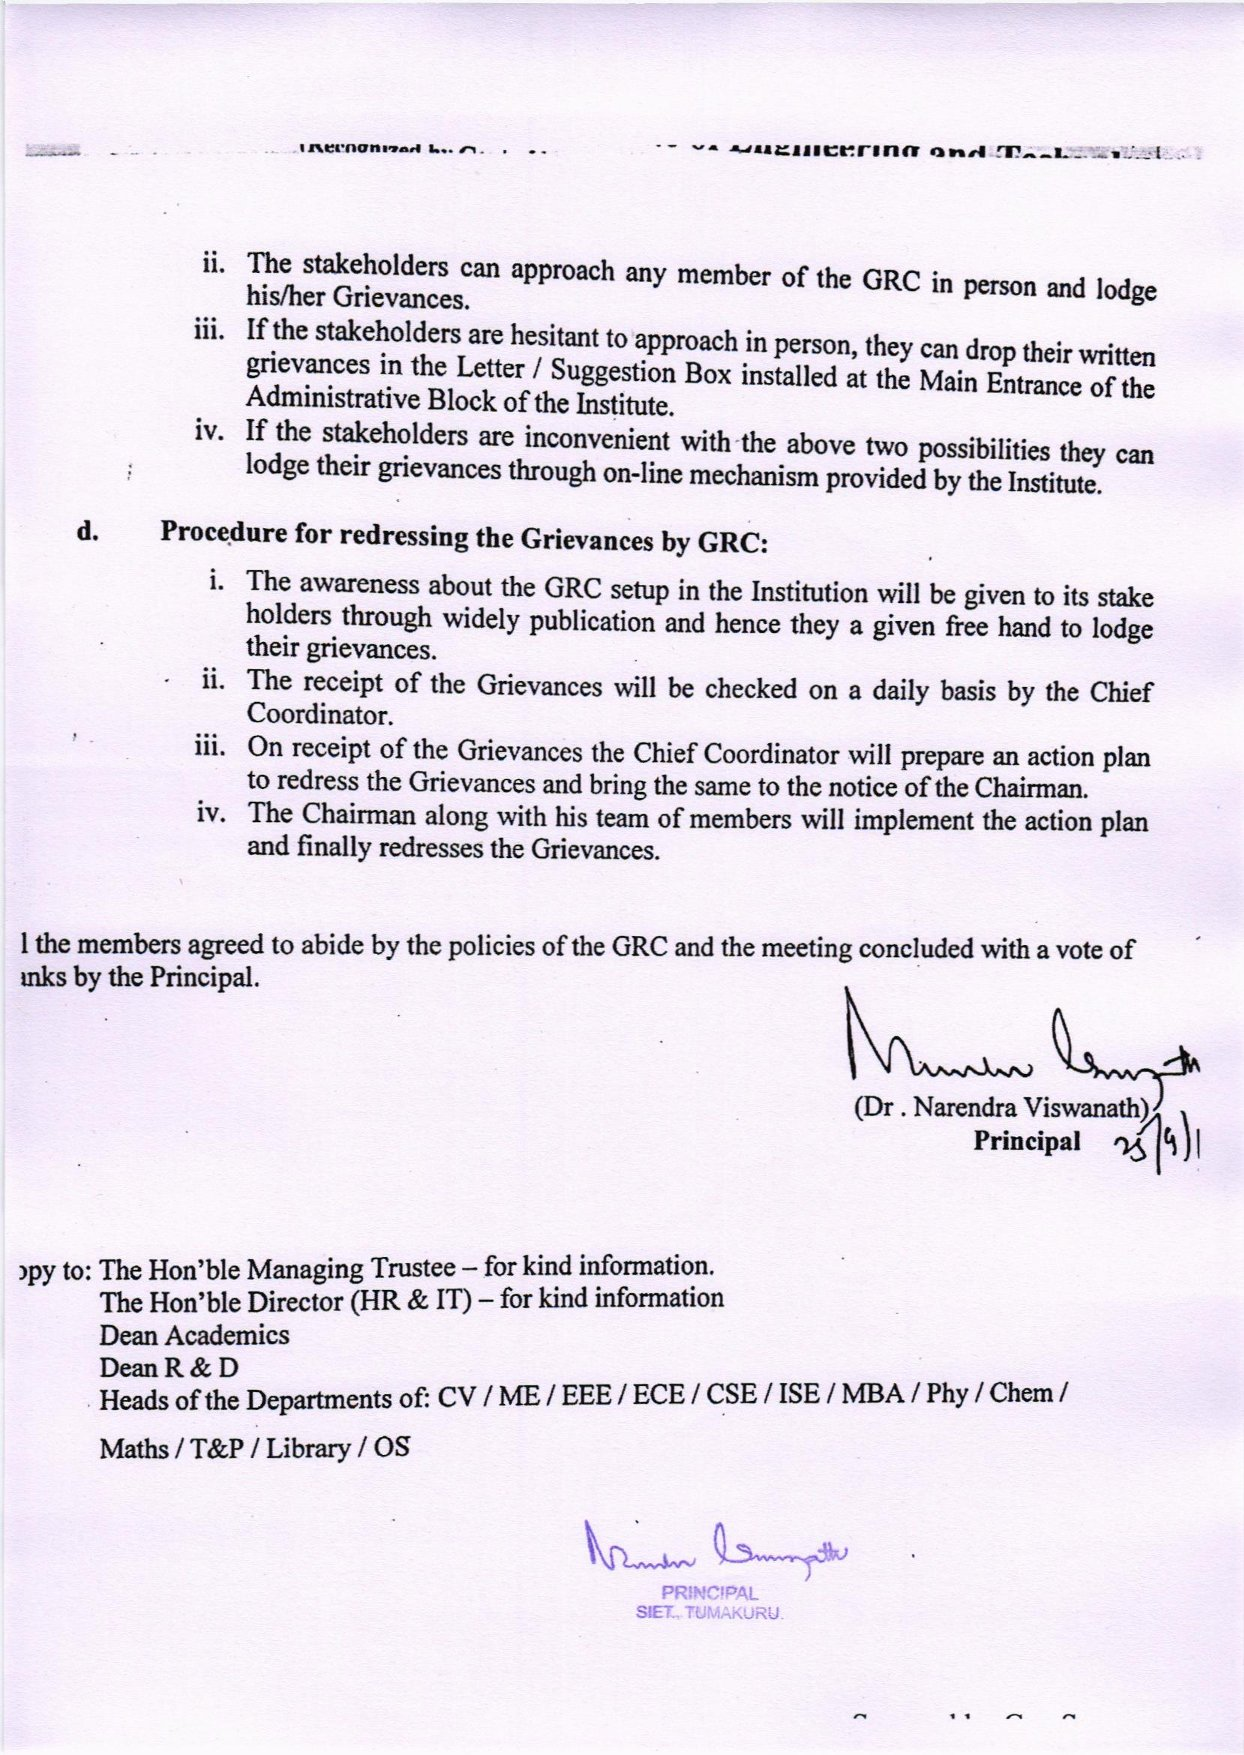 ii. The stakeholders can approach any member of the GRC in person and lodge
his/her Grievances.
iii. If the stakeholders are hesitant to approach in person, they can drop their written
grievances in the Letter / Suggestion Box installed at the Main Entrance of the
Administrative Block of the Institute.
iv. If the stakeholders are inconvenient with the above two possibilities they can
lodge their grievances through on-line mechanism provided by the Institute.
d. Procedure for redressing the Grievances by GRC:
i. The awareness about the GRC setup in the Institution will be given to its stake
holders through widely publication and hence they a given free hand to lodge
their grievances.
ii. The receipt of the Grievances will be checked on a daily basis by the Chief
Coordinator.
iii. On receipt of the Grievances the Chief Coordinator will prepare an action plan
to redress the Grievances and bring the same to the notice of the Chairman.
iv. The Chairman along with his team of members will implement the action plan
and finally redresses the Grievances.
l the members agreed to abide by the policies of the GRC and the meeting concluded with a vote of
nks by the Principal.
(Dr . Narendra Viswanath)
Principal 25/9/1
opy to: The Hon'ble Managing Trustee – for kind information.
The Hon'ble Director (HR & IT) – for kind information
Dean Academics
Dean R & D
Heads of the Departments of: CV / ME / EEE / ECE / CSE / ISE / MBA / Phy / Chem /
Maths / T&P / Library / OS
PRINCIPAL
SIET., TUMAKURU.